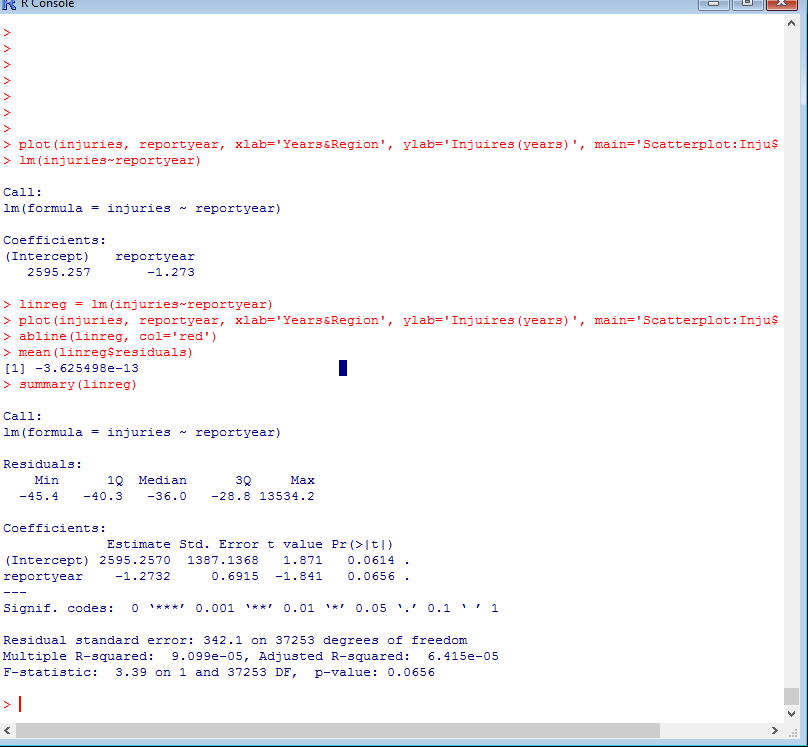 R Console
>
>
>
>
>
>
>
> plot(injuries, reportyear, xlab='Years&Region', ylab='Injuires(years)', main='Scatterplot:Inju$
> lm(injuries~reportyear)
Call:
lm(formula = injuries ~ reportyear)
Coefficients:
(Intercept)   reportyear
   2595.257       -1.273
> linreg = lm(injuries~reportyear)
> plot(injuries, reportyear, xlab='Years&Region', ylab='Injuires(years)', main='Scatterplot:Inju$
> abline(linreg, col='red')
> mean(linreg$residuals)
[1] -3.625498e-13
> summary(linreg)
Call:
lm(formula = injuries ~ reportyear)
Residuals:
    Min      1Q  Median      3Q     Max
  -45.4   -40.3   -36.0   -28.8 13534.2
Coefficients:
             Estimate Std. Error t value Pr(>|t|)
(Intercept) 2595.2570  1387.1368   1.871   0.0614 .
reportyear    -1.2732     0.6915  -1.841   0.0656 .
---
Signif. codes:  0 ‘***’ 0.001 ‘**’ 0.01 ‘*’ 0.05 ‘.’ 0.1 ‘ ’ 1
Residual standard error: 342.1 on 37253 degrees of freedom
Multiple R-squared:  9.099e-05, Adjusted R-squared:  6.415e-05
F-statistic:  3.39 on 1 and 37253 DF,  p-value: 0.0656
>